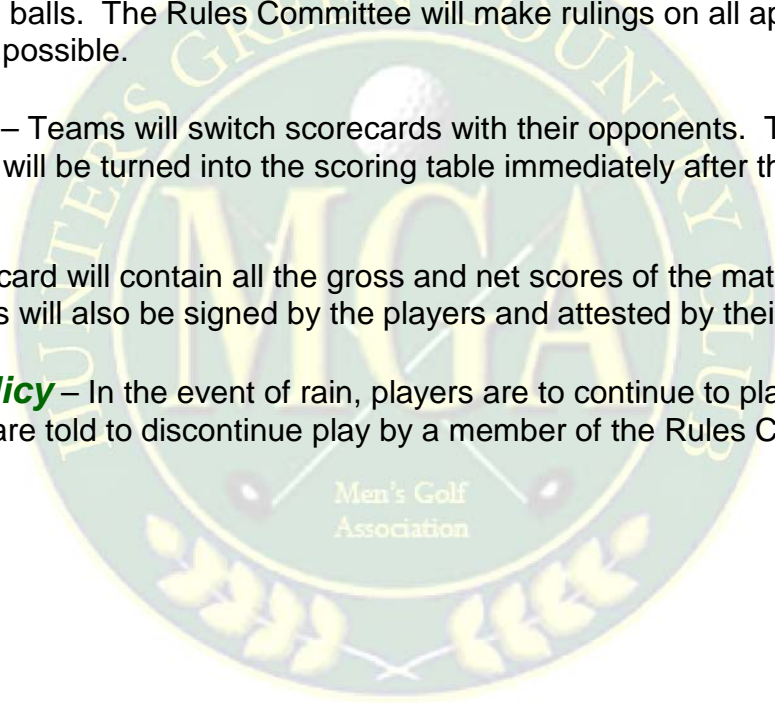 balls. The Rules Committee will make rulings on all ap
possible.
– Teams will switch scorecards with their opponents. T
will be turned into the scoring table immediately after th
card will contain all the gross and net scores of the mat
s will also be signed by the players and attested by thei
licy – In the event of rain, players are to continue to pla
are told to discontinue play by a member of the Rules C
HUNTER'S GREEN COUNTRY CLUB
MGA
Men's Golf
Association